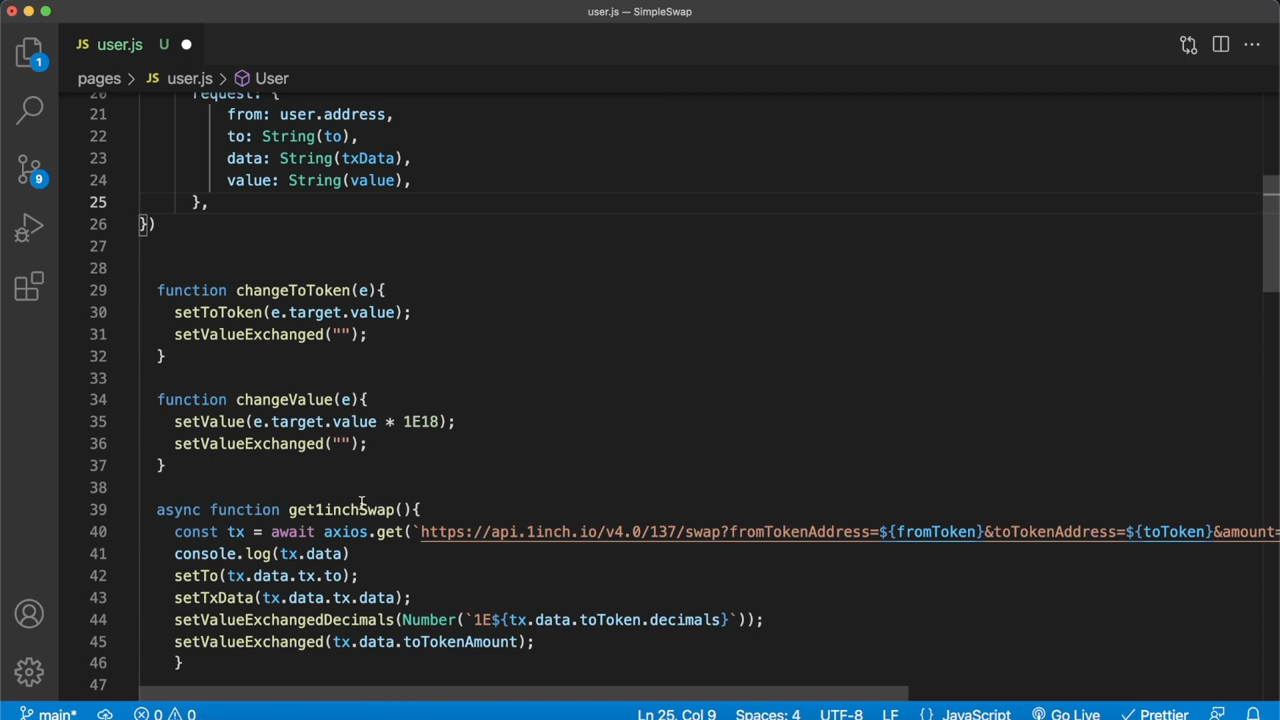 user.js — SimpleSwap
JS user.js U
pages > JS user.js > User
1
9
20 request: {
21 from: user.address,
22 to: String(to),
23 data: String(txData),
24 value: String(value),
25 },
26 })
27
28
29 function changeToToken(e){
30 setToToken(e.target.value);
31 setValueExchanged("");
32 }
33
34 function changeValue(e){
35 setValue(e.target.value * 1E18);
36 setValueExchanged("");
37 }
38
39 async function get1inchSwap(){
40 const tx = await axios.get(`https://api.1inch.io/v4.0/137/swap?fromTokenAddress=${fromToken}&toTokenAddress=${toToken}&amount=
41 console.log(tx.data)
42 setTo(tx.data.tx.to);
43 setTxData(tx.data.tx.data);
44 setValueExchangedDecimals(Number(`1E${tx.data.toToken.decimals}`));
45 setValueExchanged(tx.data.toTokenAmount);
46 }
47
main* 0 0 Ln 25, Col 9 Spaces: 4 UTF-8 LF {} JavaScript Go Live Prettier